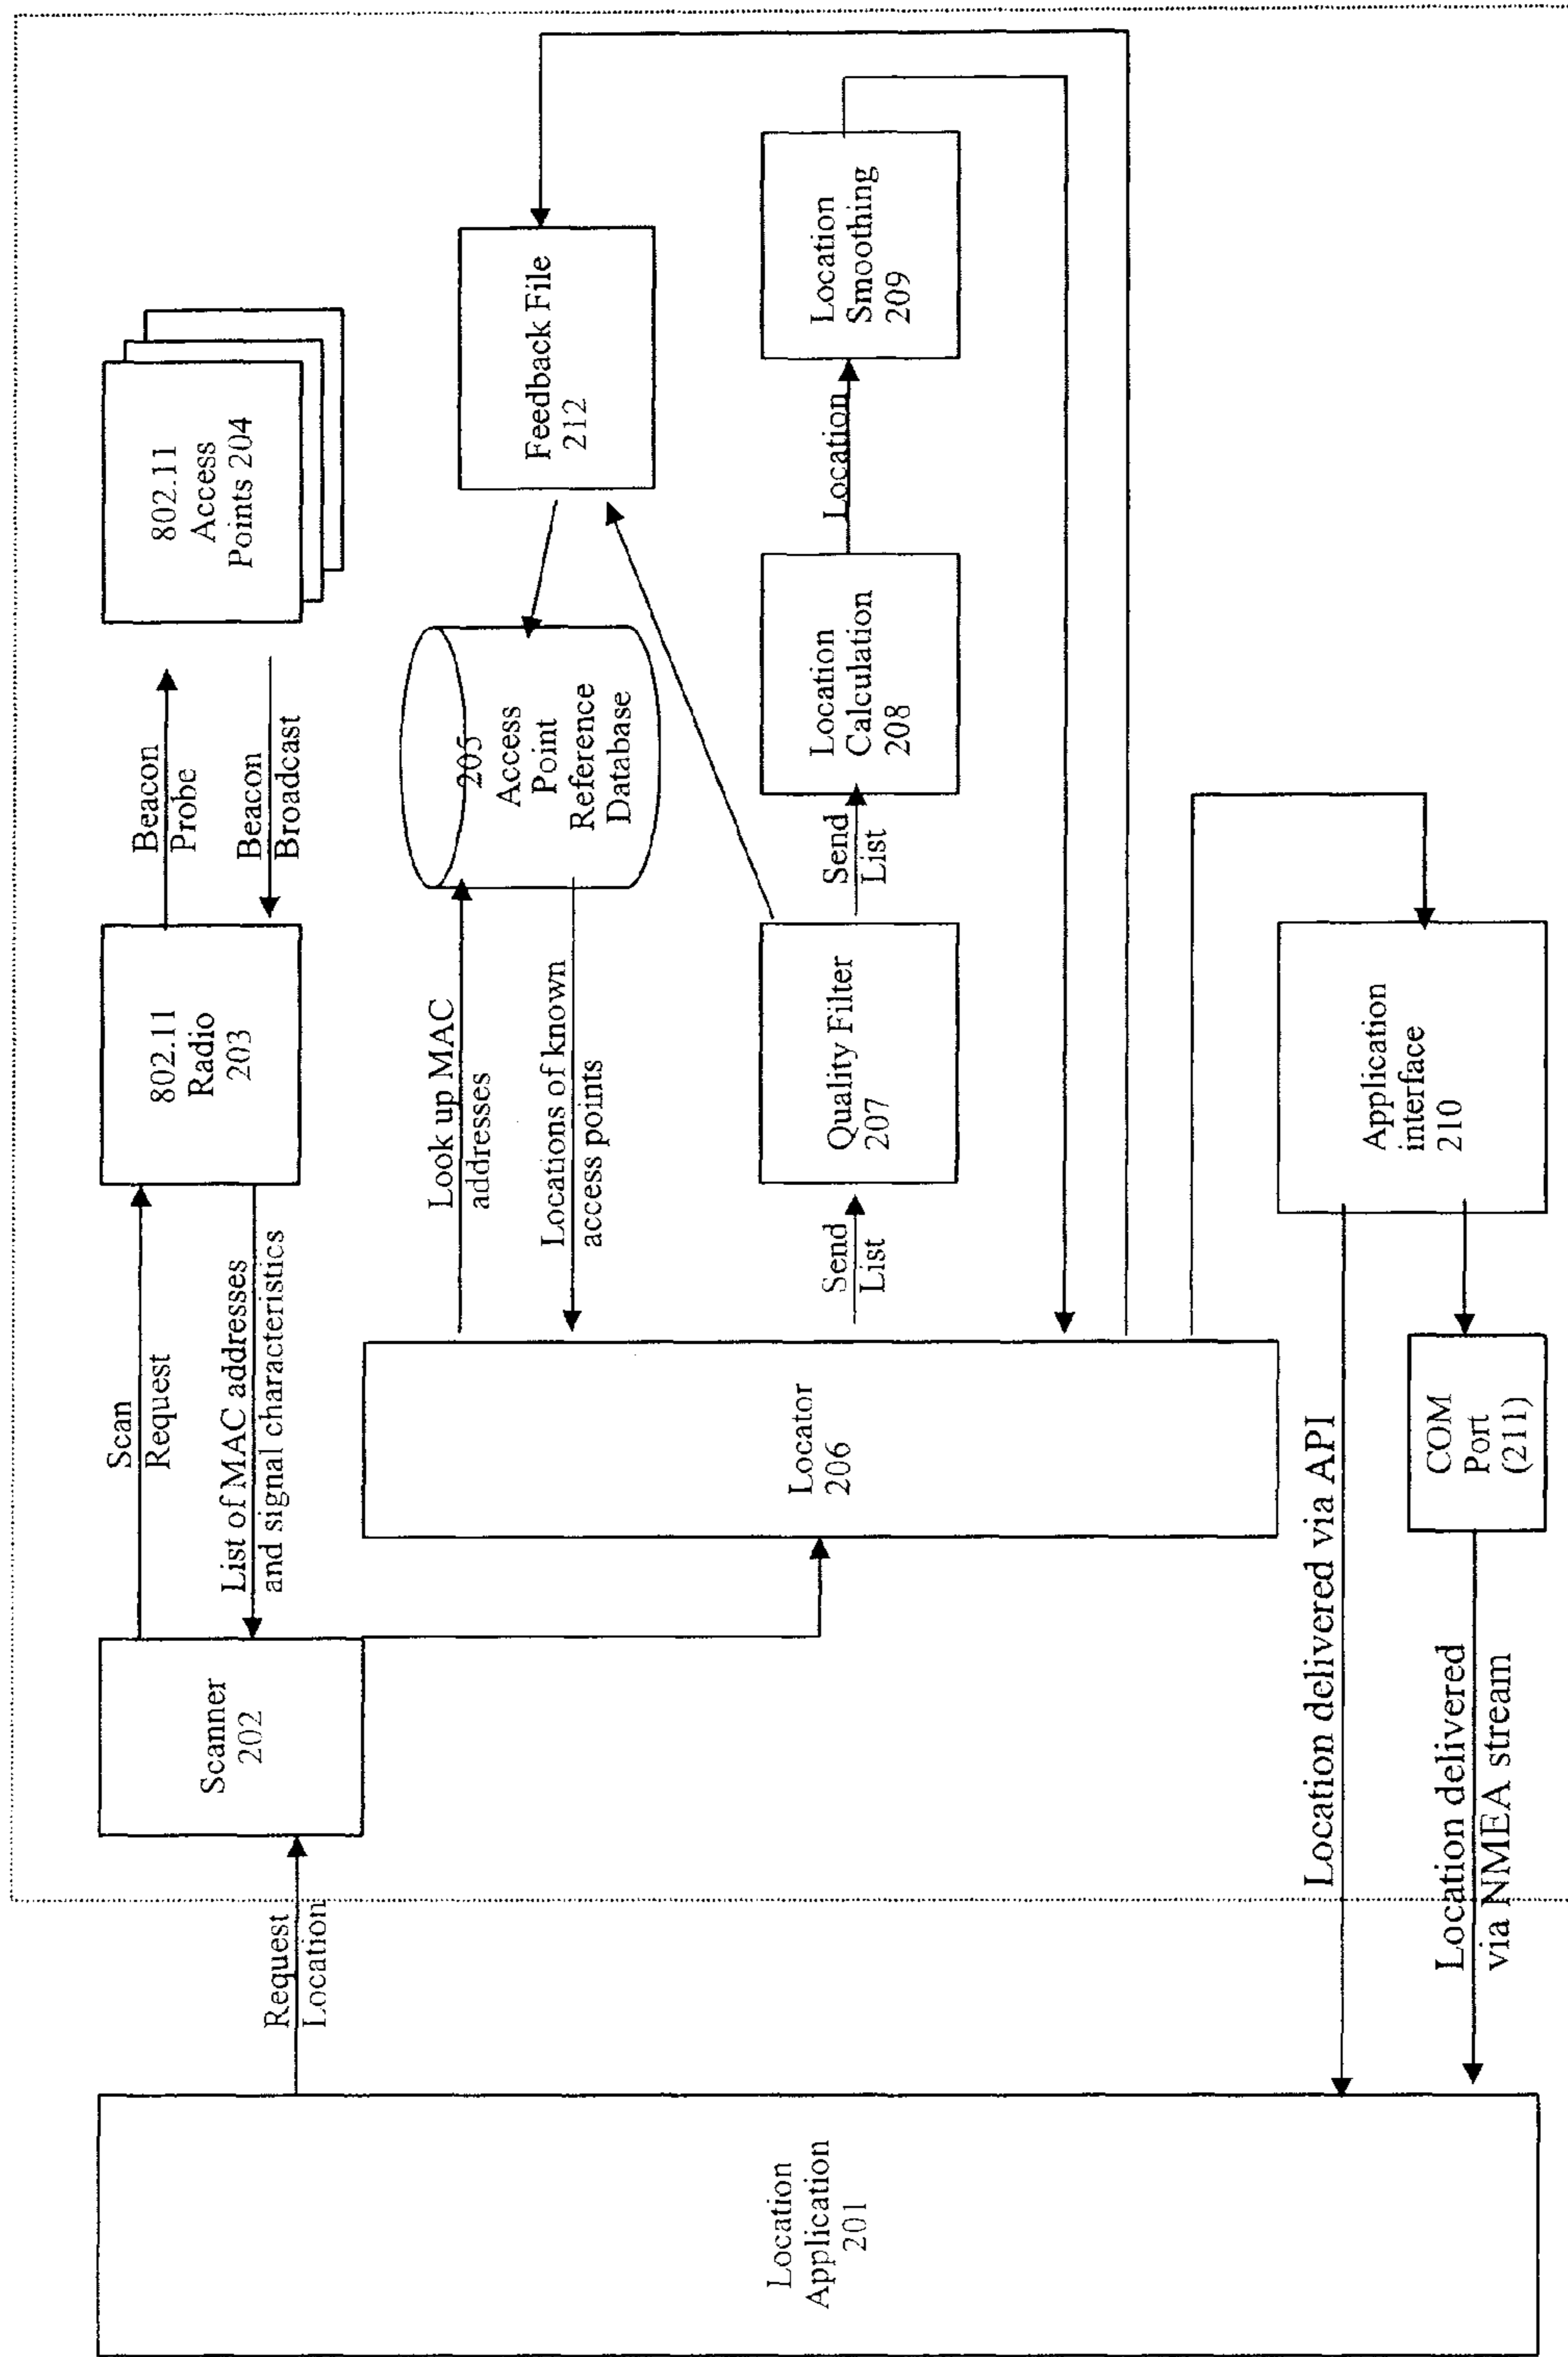 Location
Application
201
Request
Location
Scanner
202
Scan
Request
List of MAC addresses
and signal characteristics
802.11
Radio
203
Beacon
Probe
Beacon
Broadcast
802.11
Access
Points 204
Locator
206
Look up MAC
addresses
Locations of known
access points
205
Access
Point
Reference
Database
Feedback File
212
Send
List
Quality Filter
207
Send
List
Location
Calculation
208
Location
Location
Smoothing
209
Application
interface
210
COM
Port
(211)
Location delivered via API
Location delivered
via NMEA stream